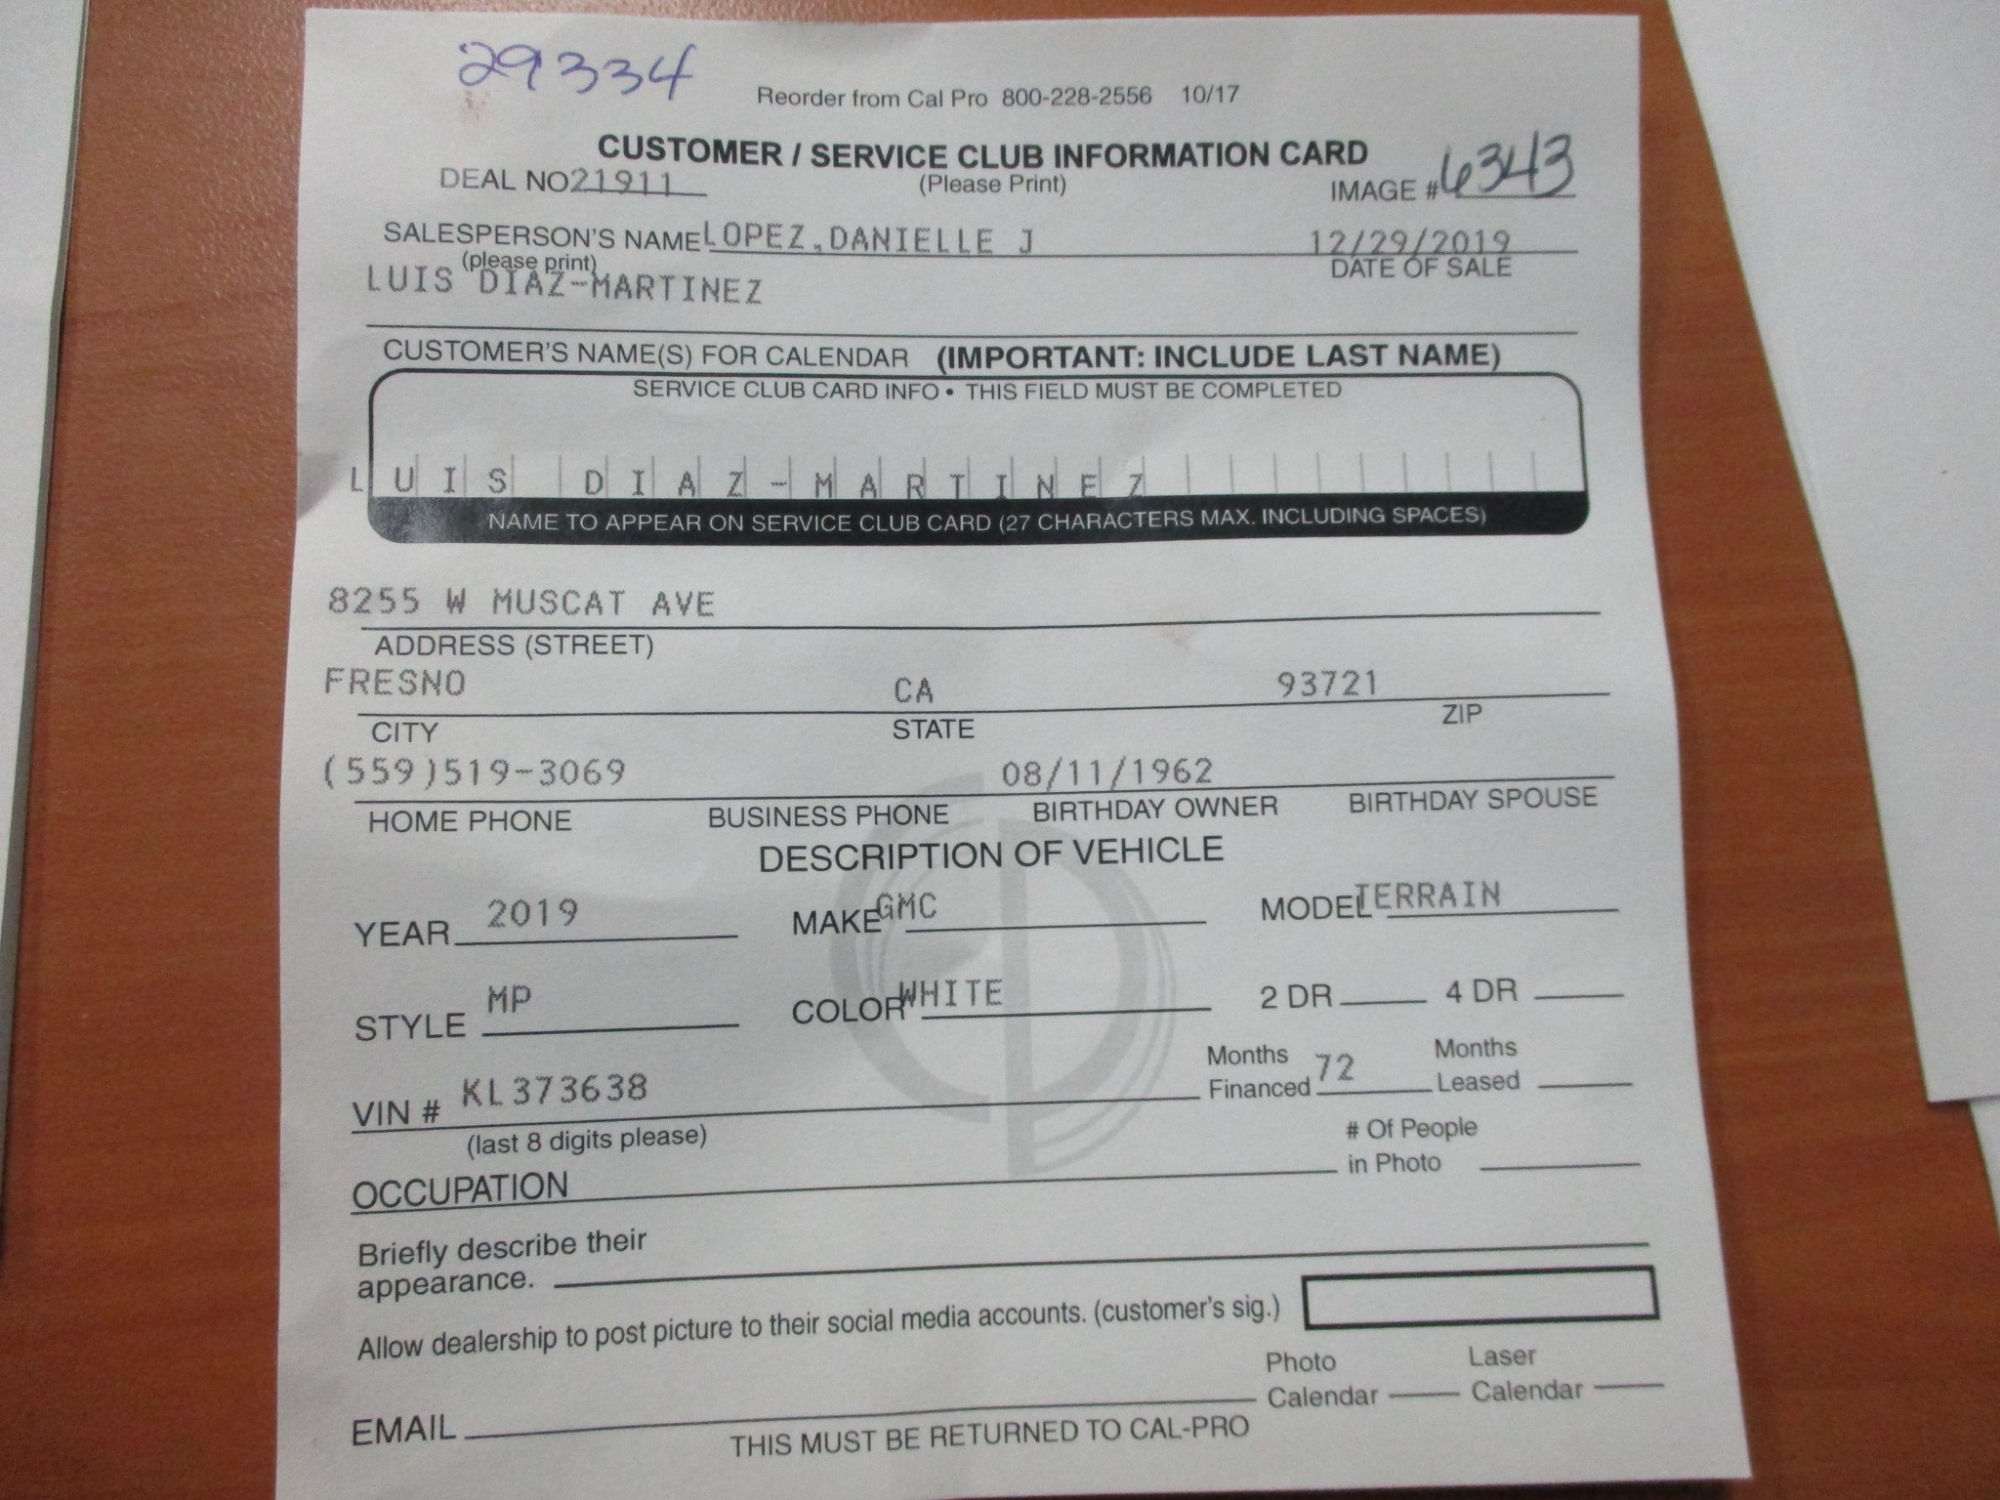 29334
Reorder from Cal Pro 800-228-2556 10/17
CUSTOMER / SERVICE CLUB INFORMATION CARD
DEAL NO21911 (Please Print) IMAGE #6343
SALESPERSON'S NAME LOPEZ,DANIELLE J 12/29/2019
(please print) DATE OF SALE
LUIS DIAZ-MARTINEZ
CUSTOMER'S NAME(S) FOR CALENDAR (IMPORTANT: INCLUDE LAST NAME)
SERVICE CLUB CARD INFO • THIS FIELD MUST BE COMPLETED
LUIS DIAZ-MARTINEZ
NAME TO APPEAR ON SERVICE CLUB CARD (27 CHARACTERS MAX. INCLUDING SPACES)
8255 W MUSCAT AVE
ADDRESS (STREET)
FRESNO CA 93721
CITY STATE ZIP
(559)519-3069 08/11/1962
HOME PHONE BUSINESS PHONE BIRTHDAY OWNER BIRTHDAY SPOUSE
DESCRIPTION OF VEHICLE
YEAR 2019 MAKE GMC MODEL TERRAIN
STYLE MP COLOR WHITE 2 DR 4 DR
Months 72 Months
Financed Leased
VIN # KL373638
(last 8 digits please)
# Of People
in Photo
OCCUPATION
Briefly describe their
appearance.
Allow dealership to post picture to their social media accounts. (customer's sig.)
Photo Laser
Calendar Calendar
EMAIL
THIS MUST BE RETURNED TO CAL-PRO